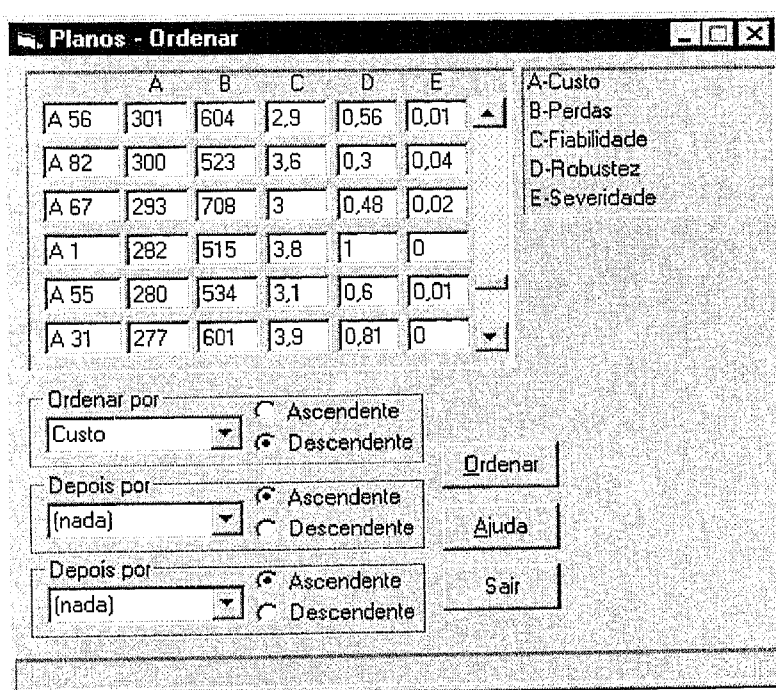 Planos - Ordenar
A B C D E
A 56 301 604 2,9 0,56 0,01
A 82 300 523 3,6 0,3 0,04
A 67 293 708 3 0,48 0,02
A 1 282 515 3,8 1 0
A 55 280 534 3,1 0,6 0,01
A 31 277 601 3,9 0,81 0
A-Custo
B-Perdas
C-Fiabilidade
D-Robustez
E-Severidade
Ordenar por
Custo
Ascendente
Descendente
Depois por
(nada)
Ascendente
Descendente
Depois por
(nada)
Ascendente
Descendente
Ordenar
Ajuda
Sair